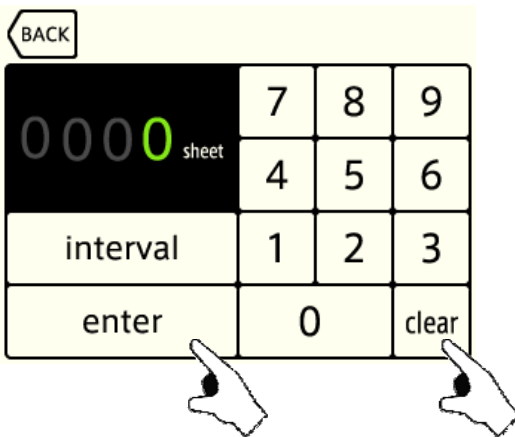 BACK
7 8 9
0000 sheet
4 5 6
interval 1 2 3
enter 0 clear